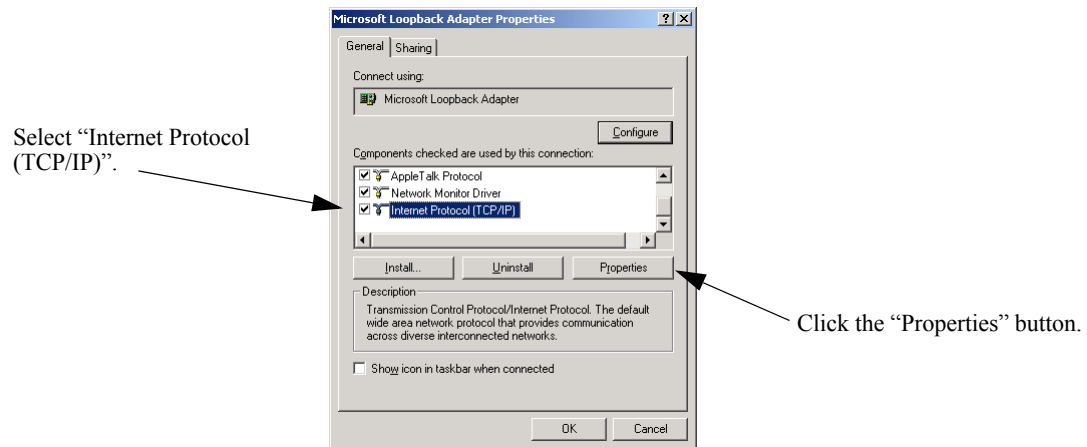 Microsoft Loopback Adapter Properties
General
Sharing
Connect using:
Microsoft Loopback Adapter
Configure
Select “Internet Protocol
(TCP/IP)”.
Components checked are used by this connection:
AppleTalk Protocol
Network Monitor Driver
Internet Protocol (TCP/IP)
Install...
Uninstall
Properties
Description
Transmission Control Protocol/Internet Protocol. The default
wide area network protocol that provides communication
across diverse interconnected networks.
Click the “Properties” button.
Show icon in taskbar when connected
OK
Cancel